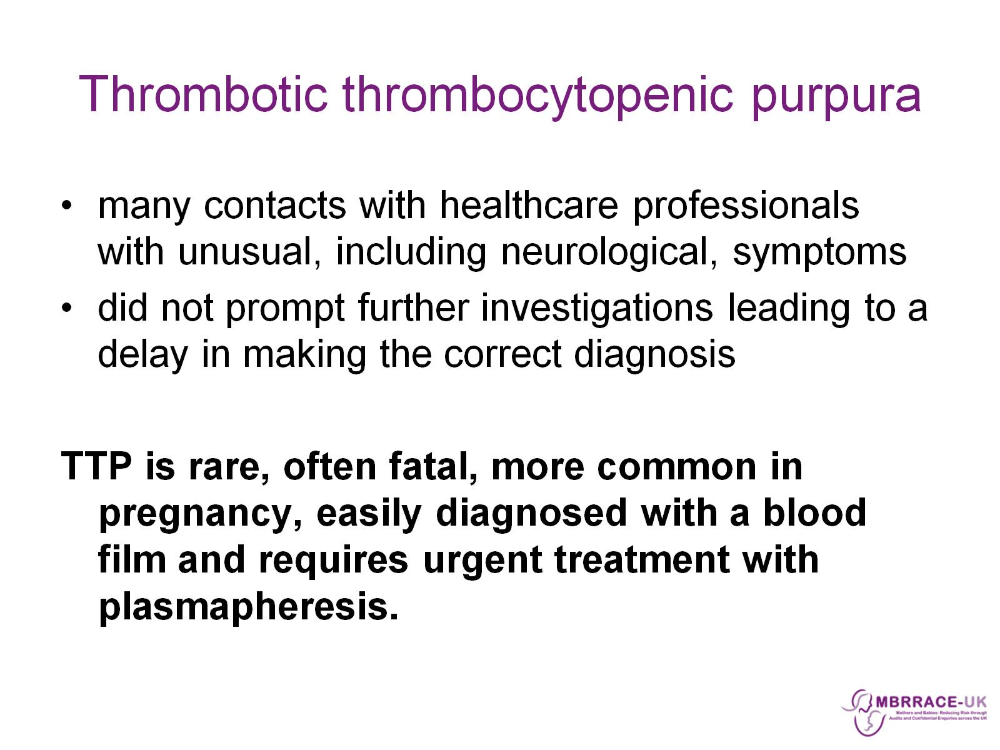 Thrombotic thrombocytopenic purpura
• many contacts with healthcare professionals
with unusual, including neurological, symptoms
• did not prompt further investigations leading to a
delay in making the correct diagnosis
TTP is rare, often fatal, more common in
pregnancy, easily diagnosed with a blood
film and requires urgent treatment with
plasmapheresis.
MBRRACE-UK
Mothers and Babies: Reducing Risk through
Audits and Confidential Enquiries across the UK